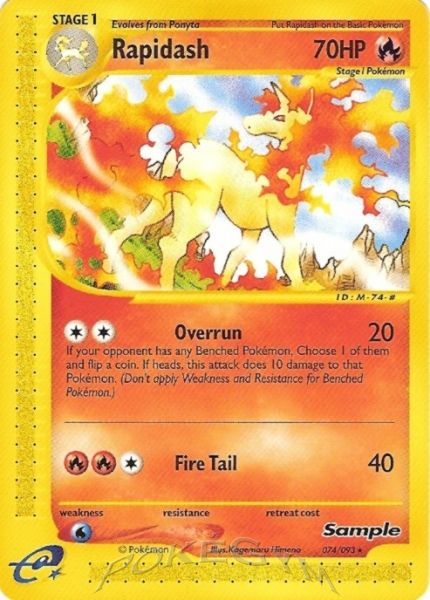 STAGE 1
Evolves from Ponyta
Put Rapidash on the Basic Pokémon
Rapidash
70HP
Stage 1 Pokémon
ID: M-74-#
Overrun 20
If your opponent has any Benched Pokémon, Choose 1 of them
and flip a coin. If heads, this attack does 10 damage to that
Pokémon. (Don't apply Weakness and Resistance for Benched
Pokémon.)
Fire Tail 40
weakness resistance retreat cost
Sample
© Pokémon Illus. Kagemaru Himeno 074/093 ★
e